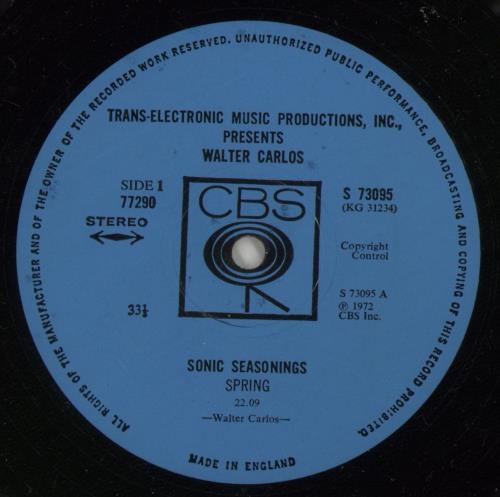 ALL RIGHTS OF THE MANUFACTURER AND OF THE OWNER OF THE RECORDED WORK RESERVED. UNAUTHORIZED PUBLIC PERFORMANCE, BROADCASTING AND COPYING OF THIS RECORD PROHIBITED.
TRANS-ELECTRONIC MUSIC PRODUCTIONS, INC.,
PRESENTS
WALTER CARLOS
SIDE 1
77290
STEREO
33⅓
CBS
S 73095
(KG 31234)
Copyright
Control
S 73095 A
℗ 1972
CBS Inc.
SONIC SEASONINGS
SPRING
22.09
—Walter Carlos—
MADE IN ENGLAND